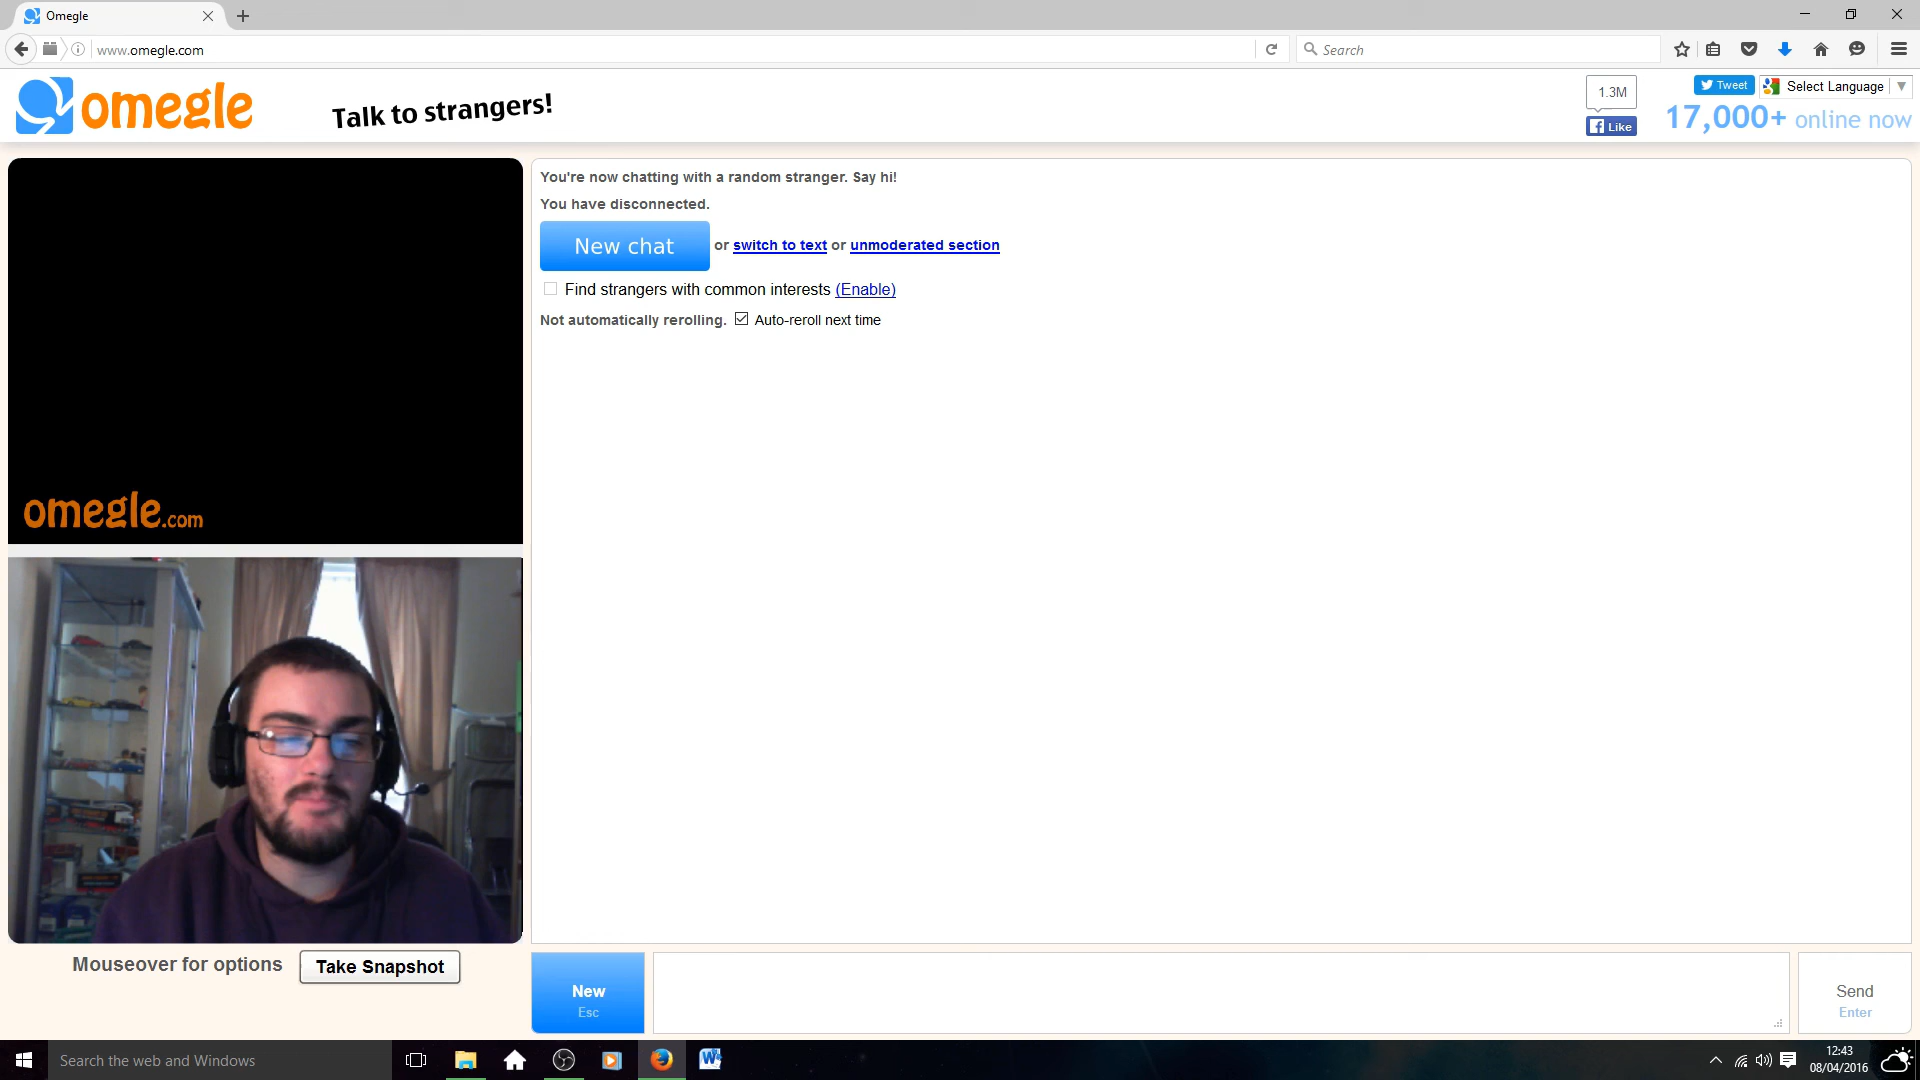 Omegle
www.omegle.com
Search
omegle
Talk to strangers!
1.3M
Like
Tweet
Select Language
17,000+ online now
You're now chatting with a random stranger. Say hi!
You have disconnected.
New chat or switch to text or unmoderated section
Find strangers with common interests (Enable)
Not automatically rerolling. Auto-reroll next time
omegle.com
Mouseover for options
Take Snapshot
New
Esc
Send
Enter
Search the web and Windows
12:43
08/04/2016